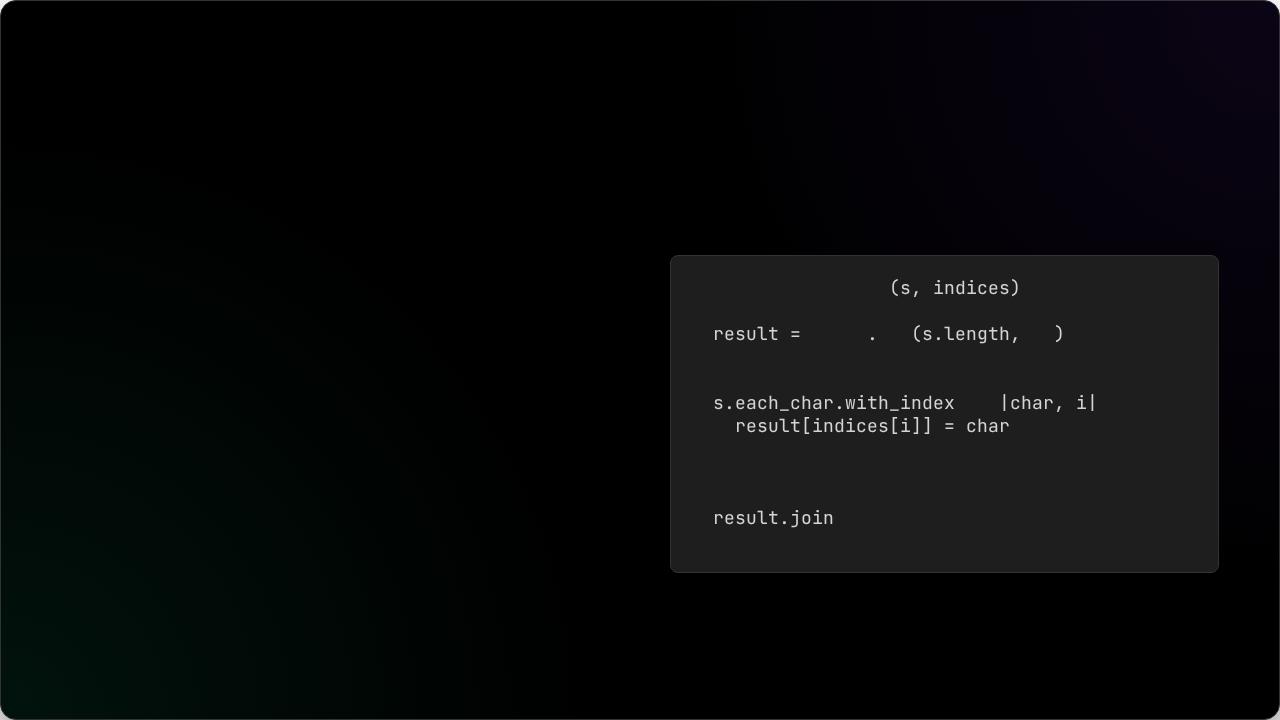 (s, indices)
result =      .   (s.length,   )
s.each_char.with_index    |char, i|
  result[indices[i]] = char
result.join